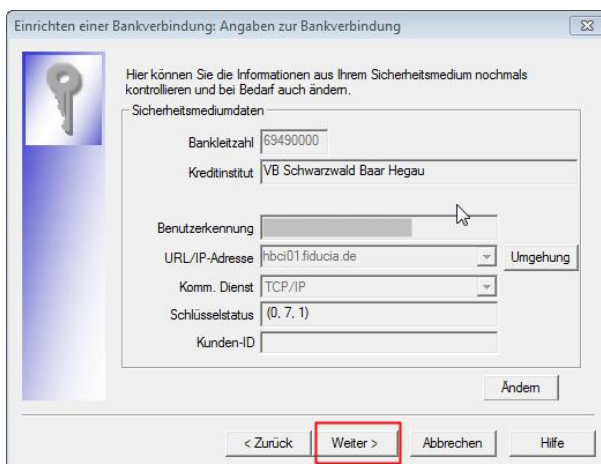 Einrichten einer Bankverbindung: Angaben zur Bankverbindung
Hier können Sie die Informationen aus Ihrem Sicherheitsmedium nochmals
kontrollieren und bei Bedarf auch ändern.
Sicherheitsmediumdaten
Bankleitzahl 69490000
Kreditinstitut VB Schwarzwald Baar Hegau
Benutzerkennung
URL/IP-Adresse hbci01.fiducia.de Umgehung
Komm. Dienst TCP/IP
Schlüsselstatus (0, 7, 1)
Kunden-ID
Ändern
< Zurück Weiter > Abbrechen Hilfe